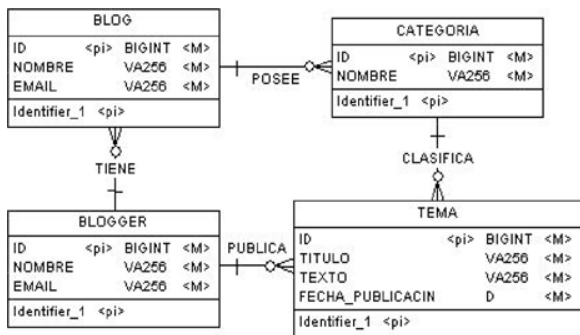 BLOG
ID <pi> BIGINT <M>
NOMBRE VA256 <M>
EMAIL VA256 <M>
Identifier_1 <pi>
POSEE
CATEGORIA
ID <pi> BIGINT <M>
NOMBRE VA256 <M>
Identifier_1 <pi>
TIENE
CLASIFICA
BLOGGER
ID <pi> BIGINT <M>
NOMBRE VA256 <M>
EMAIL VA256 <M>
Identifier_1 <pi>
PUBLICA
TEMA
ID <pi> BIGINT <M>
TITULO VA256 <M>
TEXTO VA256 <M>
FECHA_PUBLICACIN D <M>
Identifier_1 <pi>